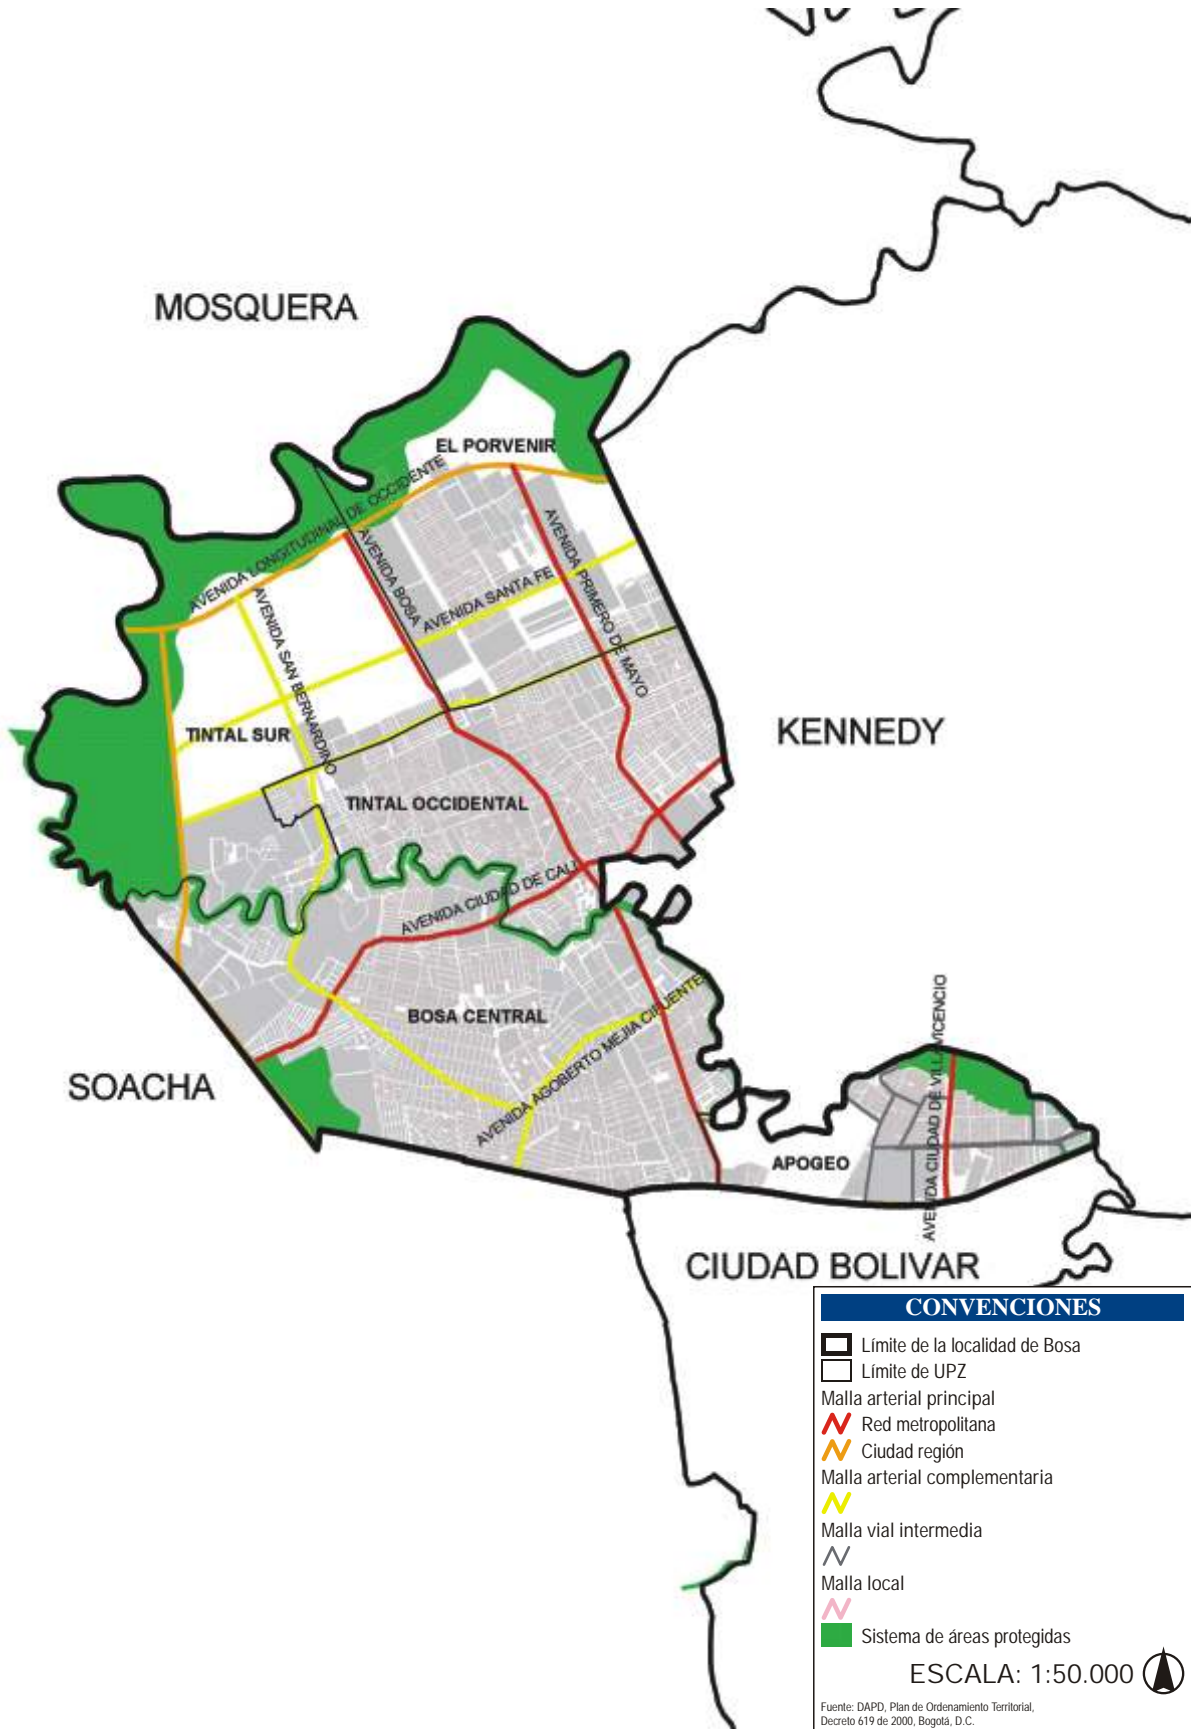 MOSQUERA
EL PORVENIR
AVENIDA LONGITUDINAL DE OCCIDENTE
AVENIDA BOSA
AVENIDA PRIMERO DE MAYO
AVENIDA SANTA FE
AVENIDA SAN BERNARDINO
TINTAL SUR
KENNEDY
TINTAL OCCIDENTAL
AVENIDA CIUDAD DE CALI
BOSA CENTRAL
AVENIDA AGOBERTO MEJIA CIFUENTES
SOACHA
AVENIDA CIUDAD DE VILLAVICENCIO
APOGEO
CIUDAD BOLIVAR
CONVENCIONES
Límite de la localidad de Bosa
Límite de UPZ
Malla arterial principal
Red metropolitana
Ciudad región
Malla arterial complementaria
Malla vial intermedia
Malla local
Sistema de áreas protegidas
ESCALA: 1:50.000
Fuente: DAPD, Plan de Ordenamiento Territorial,
Decreto 619 de 2000, Bogotá, D.C.